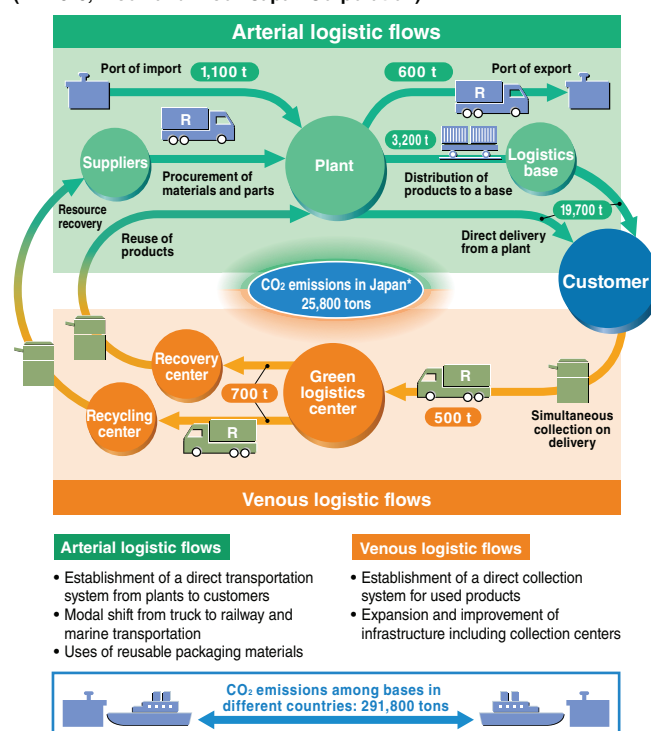 Arterial logistic flows
Port of import
1,100 t
600 t
Port of export
R
R
3,200 t
Suppliers
Plant
Logistics
base
Procurement of
materials and parts
Distribution of
products to a base
Resource
recovery
Reuse of
products
19,700 t
Direct delivery
from a plant
Customer
CO₂ emissions in Japan*
25,800 tons
Recovery
center
Green
logistics
center
R
700 t
500 t
Recycling
center
R
Simultaneous
collection on
delivery
Venous logistic flows
Arterial logistic flows
• Establishment of a direct transportation
system from plants to customers
• Modal shift from truck to railway and
marine transportation
• Uses of reusable packaging materials
Venous logistic flows
• Establishment of a direct collection
system for used products
• Expansion and improvement of
infrastructure including collection centers
CO₂ emissions among bases in
different countries: 291,800 tons